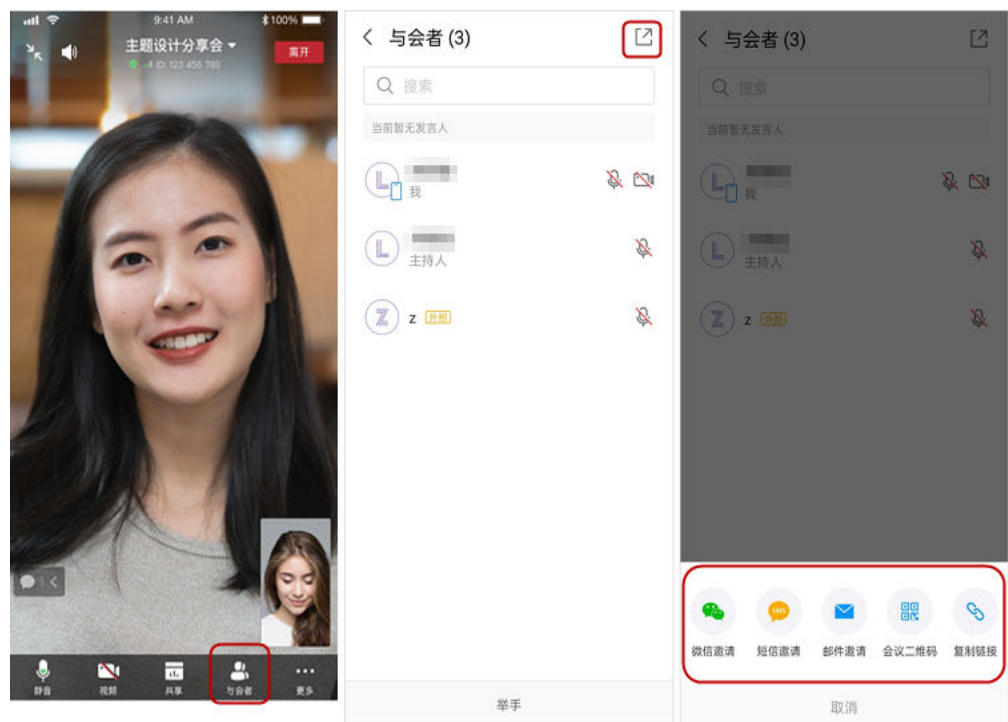 9:41 AM
100%
主题设计分享会
离开
ID: 123 456 789
静音
视频
共享
与会者
更多
与会者 (3)
搜索
当前暂无发言人
L
我
L
主持人
Z
z 外部
举手
与会者 (3)
搜索
当前暂无发言人
L
我
L
主持人
Z
z 外部
SMS
微信邀请
短信邀请
邮件邀请
会议二维码
复制链接
取消